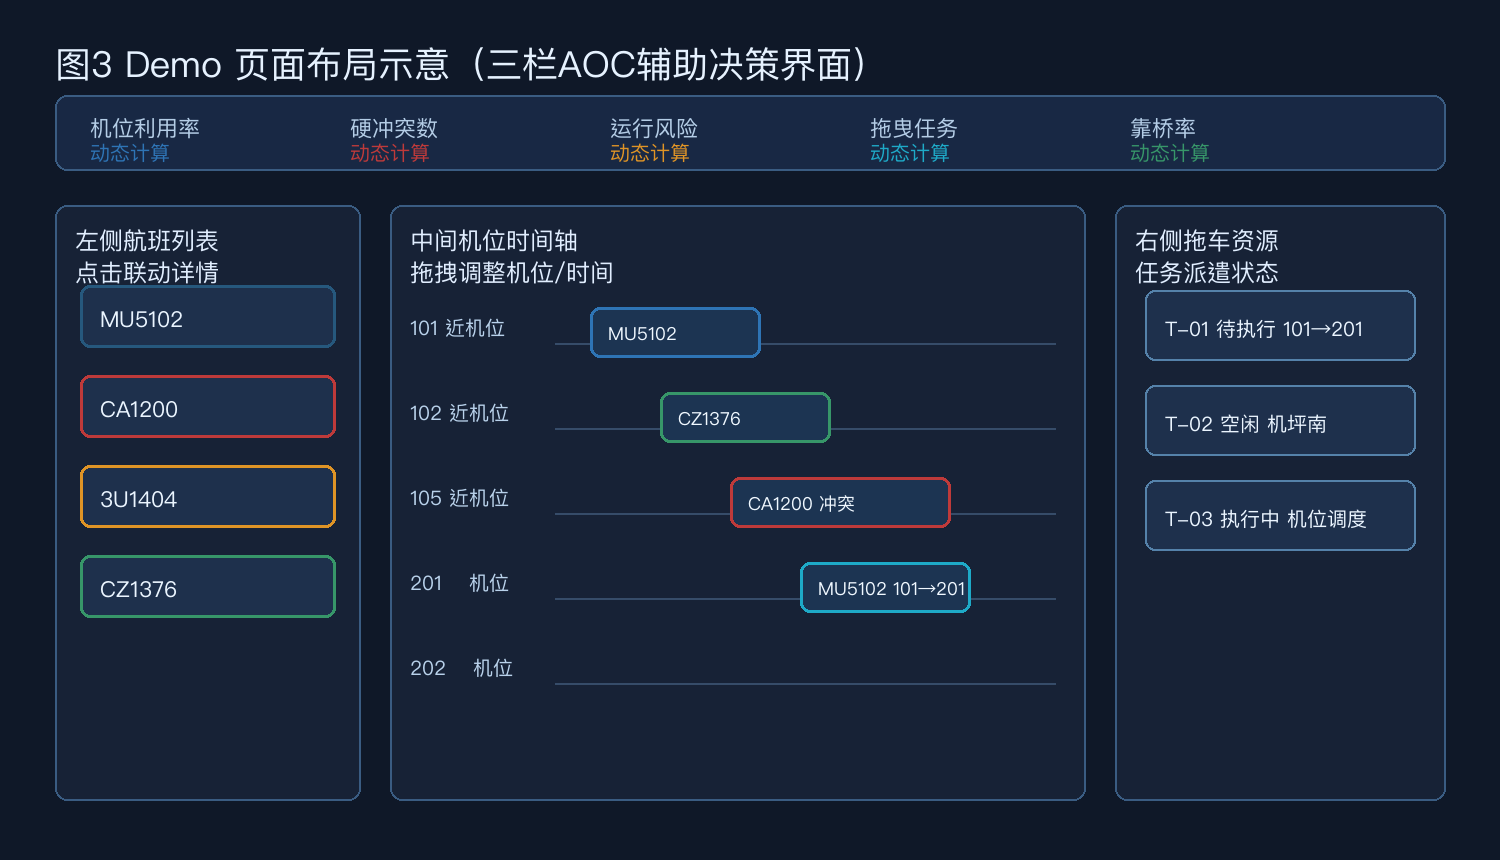 图3 Demo 页面布局示意（三栏AOC辅助决策界面）
机位利用率
动态计算
硬冲突数
动态计算
运行风险
动态计算
拖曳任务
动态计算
靠桥率
动态计算
左侧航班列表
点击联动详情
MU5102
CA1200
3U1404
CZ1376
中间机位时间轴
拖拽调整机位/时间
101 近机位
MU5102
102 近机位
CZ1376
105 近机位
CA1200 冲突
201 机位
MU5102 101→201
202 机位
右侧拖车资源
任务派遣状态
T-01 待执行 101→201
T-02 空闲 机坪南
T-03 执行中 机位调度